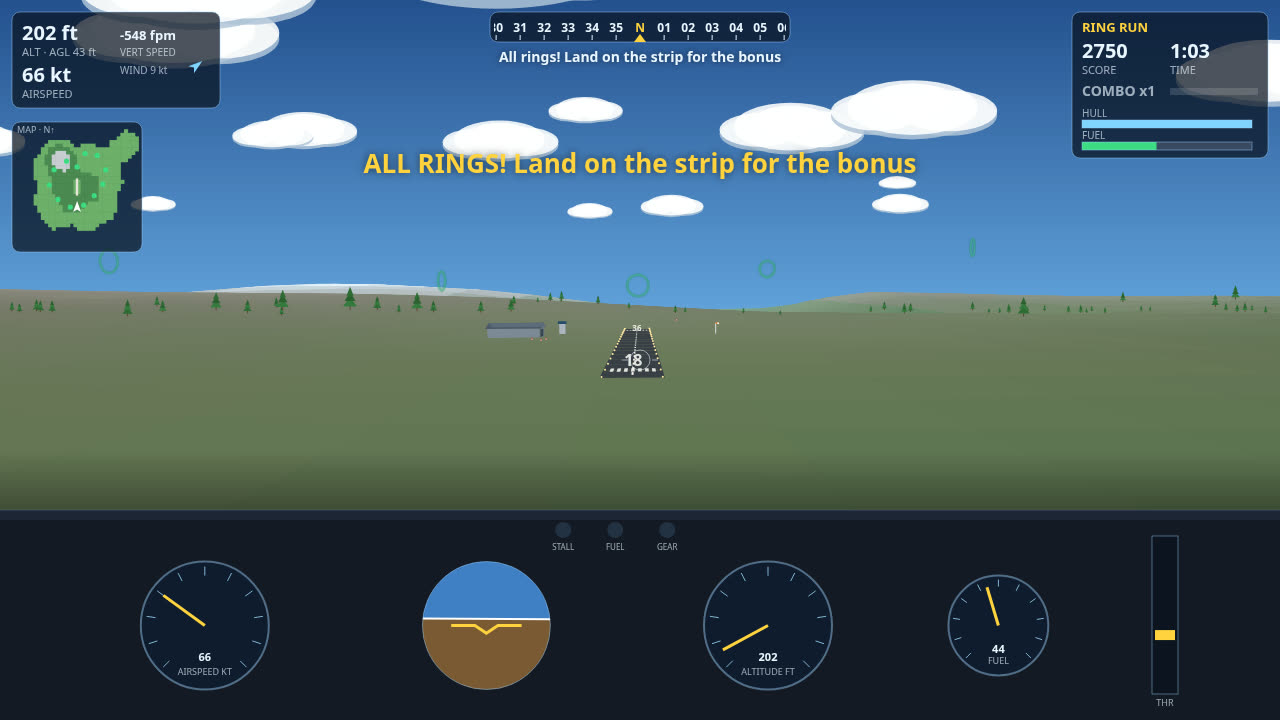 202 ft
ALT · AGL 43 ft
66 kt
AIRSPEED
-548 fpm
VERT SPEED
WIND 9 kt
MAP · N↑
31 32 33 34 35 N 01 02 03 04 05
All rings! Land on the strip for the bonus
ALL RINGS! Land on the strip for the bonus
RING RUN
2750
SCORE
1:03
TIME
COMBO x1
HULL
FUEL
36
18
STALL
FUEL
GEAR
66
AIRSPEED KT
202
ALTITUDE FT
44
FUEL
THR